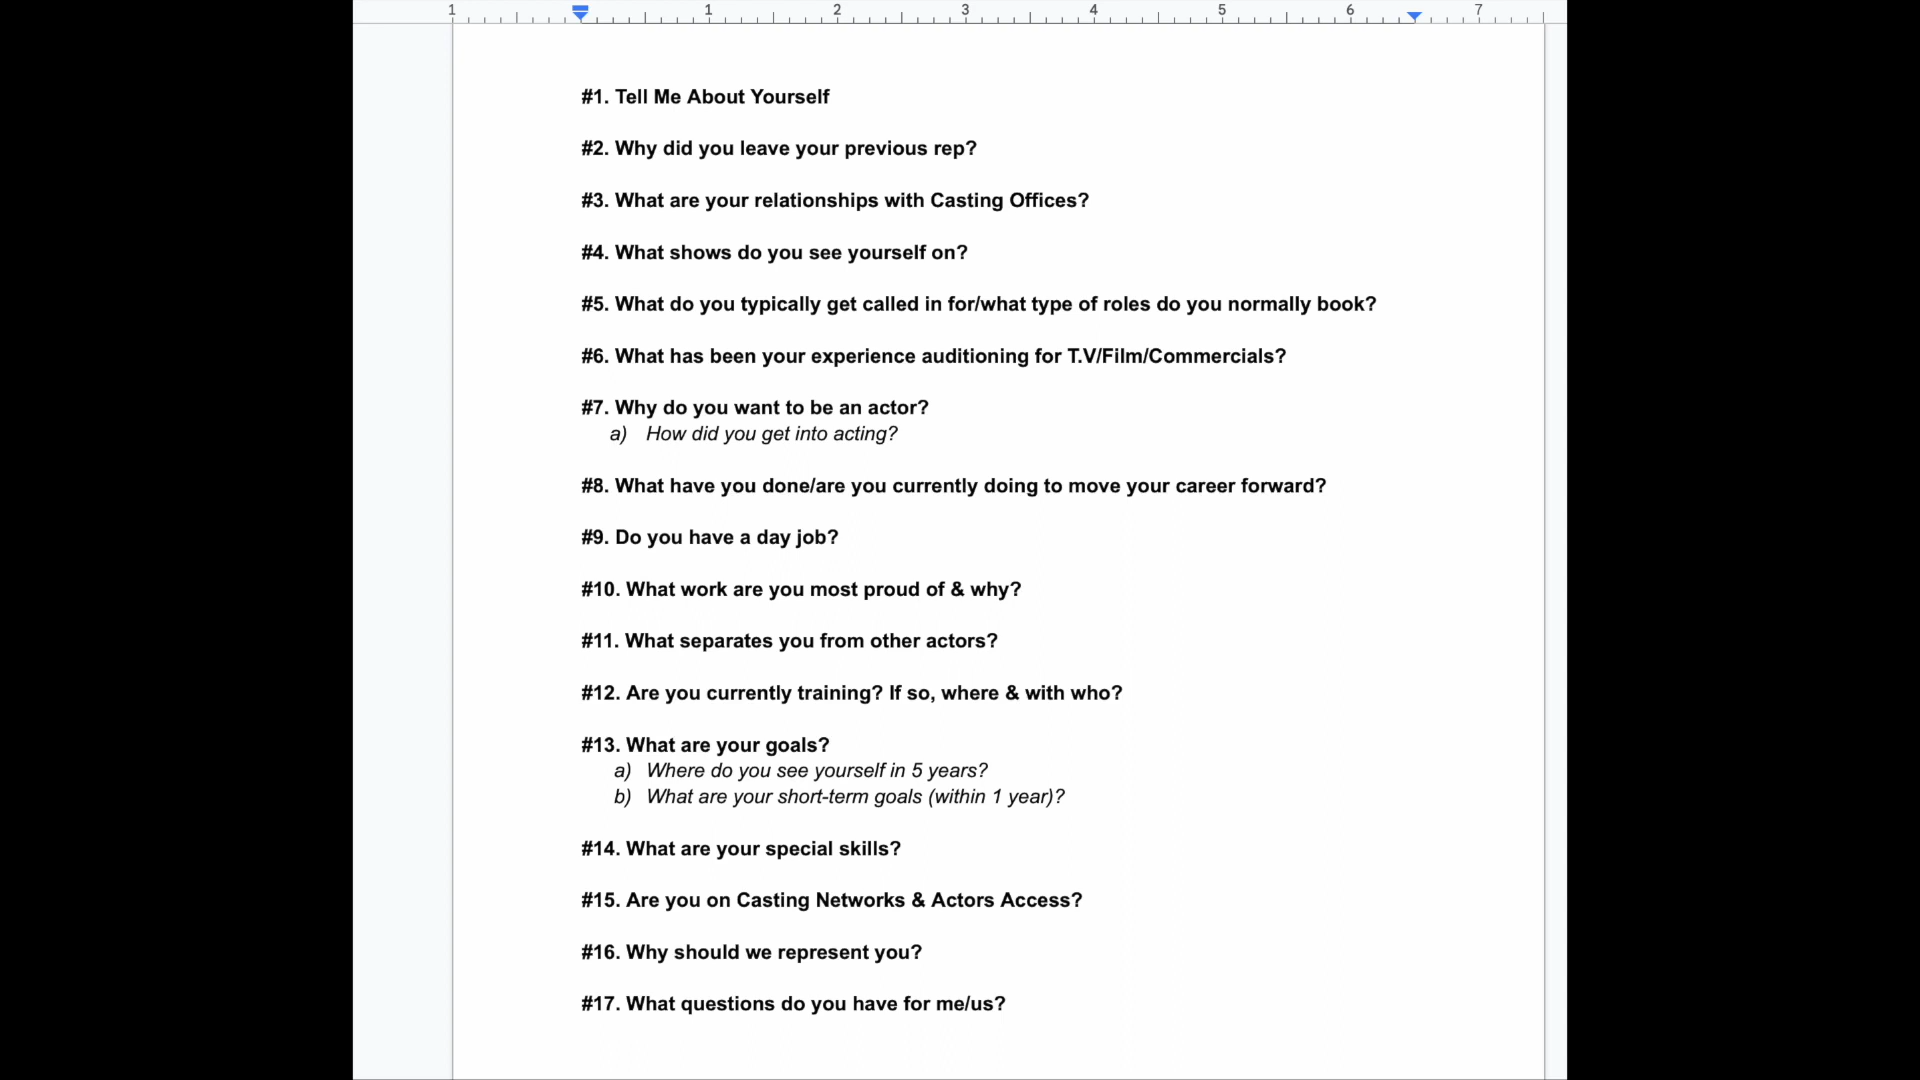 1 1 2 3 4 5 6 7
#1. Tell Me About Yourself
#2. Why did you leave your previous rep?
#3. What are your relationships with Casting Offices?
#4. What shows do you see yourself on?
#5. What do you typically get called in for/what type of roles do you normally book?
#6. What has been your experience auditioning for T.V/Film/Commercials?
#7. Why do you want to be an actor?
a) How did you get into acting?
#8. What have you done/are you currently doing to move your career forward?
#9. Do you have a day job?
#10. What work are you most proud of & why?
#11. What separates you from other actors?
#12. Are you currently training? If so, where & with who?
#13. What are your goals?
a) Where do you see yourself in 5 years?
b) What are your short-term goals (within 1 year)?
#14. What are your special skills?
#15. Are you on Casting Networks & Actors Access?
#16. Why should we represent you?
#17. What questions do you have for me/us?